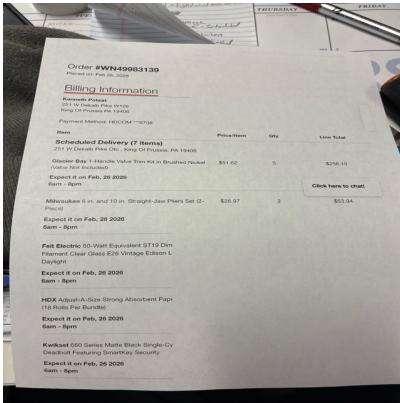 THURSDAY
FRIDAY
Order #WN49983139
Placed on: Feb 26, 2026
Billing Information
Kenneth Poteat
251 W Dekalb Pike W126
King Of Prussia, PA 19406
Payment Method: HDCOM
Item Price/Item Qty Line Total
Scheduled Delivery (7 items)
251 W Dekalb Pike Ofc , King Of Prussia, PA 19406
Glacier Bay 1-Handle Valve Trim Kit in Brushed Nickel $51.62 5 $258.10
(Valve Not Included)
Expect it on Feb, 26 2026
6am - 8pm
Click here to chat!
Milwaukee 6 in. and 10 in. Straight-Jaw Pliers Set (2- $26.97 2 $53.94
Piece)
Expect it on Feb, 26 2026
6am - 8pm
Feit Electric 60-Watt Equivalent ST19 Dim
Filament Clear Glass E26 Vintage Edison L
Daylight
Expect it on Feb, 26 2026
6am - 8pm
HDX Adjust-A-Size Strong Absorbent Pape
(18 Rolls Per Bundle)
Expect it on Feb, 26 2026
6am - 8pm
Kwikset 660 Series Matte Black Single-Cy
Deadbolt Featuring SmartKey Security
Expect it on Feb, 26 2026
6am - 8pm